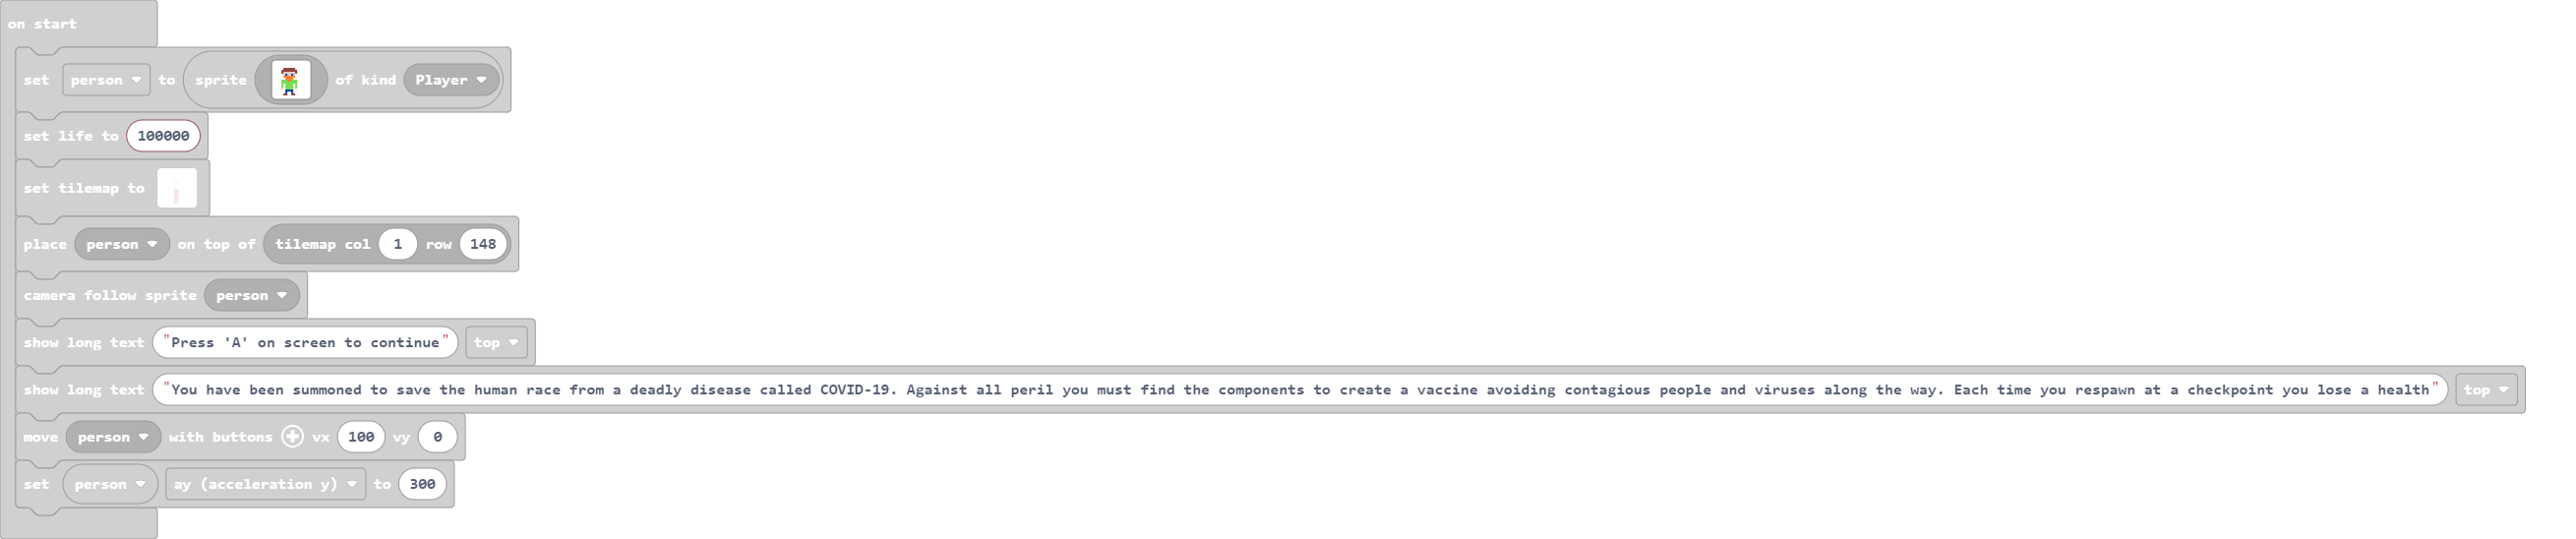 on start
set person to sprite of kind Player
set life to 100000
set tilemap to
place person on top of tilemap col 1 row 148
camera follow sprite person
show long text "Press 'A' on screen to continue" top
show long text "You have been summoned to save the human race from a deadly disease called COVID-19. Against all peril you must find the components to create a vaccine avoiding contagious people and viruses along the way. Each time you respawn at a checkpoint you lose a health" top
move person with buttons + vx 100 vy 0
set person ay (acceleration y) to 300